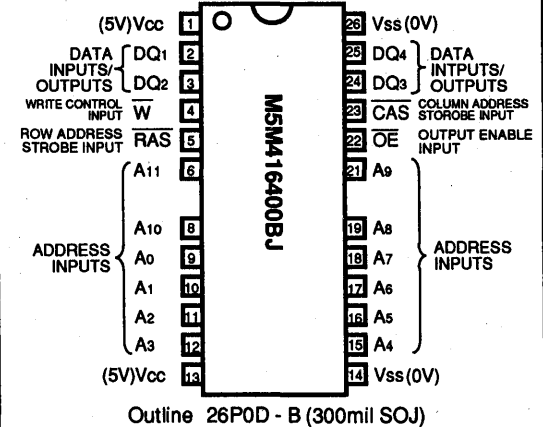 (5V)Vcc 1 26 Vss(0V)
DATA INPUTS/ OUTPUTS DQ1 2 25 DQ4 DATA INTPUTS/ OUTPUTS
DQ2 3 24 DQ3
WRITE CONTROL INPUT W 4 23 CAS COLUMN ADDRESS STOROBE INPUT
ROW ADDRESS STROBE INPUT RAS 5 22 OE OUTPUT ENABLE INPUT
A11 6 21 A9
M5M416400BJ
A10 8 19 A8
ADDRESS INPUTS A0 9 18 A7 ADDRESS INPUTS
A1 10 17 A6
A2 11 16 A5
A3 12 15 A4
(5V)Vcc 13 14 Vss(0V)
Outline 26P0D - B (300mil SOJ)